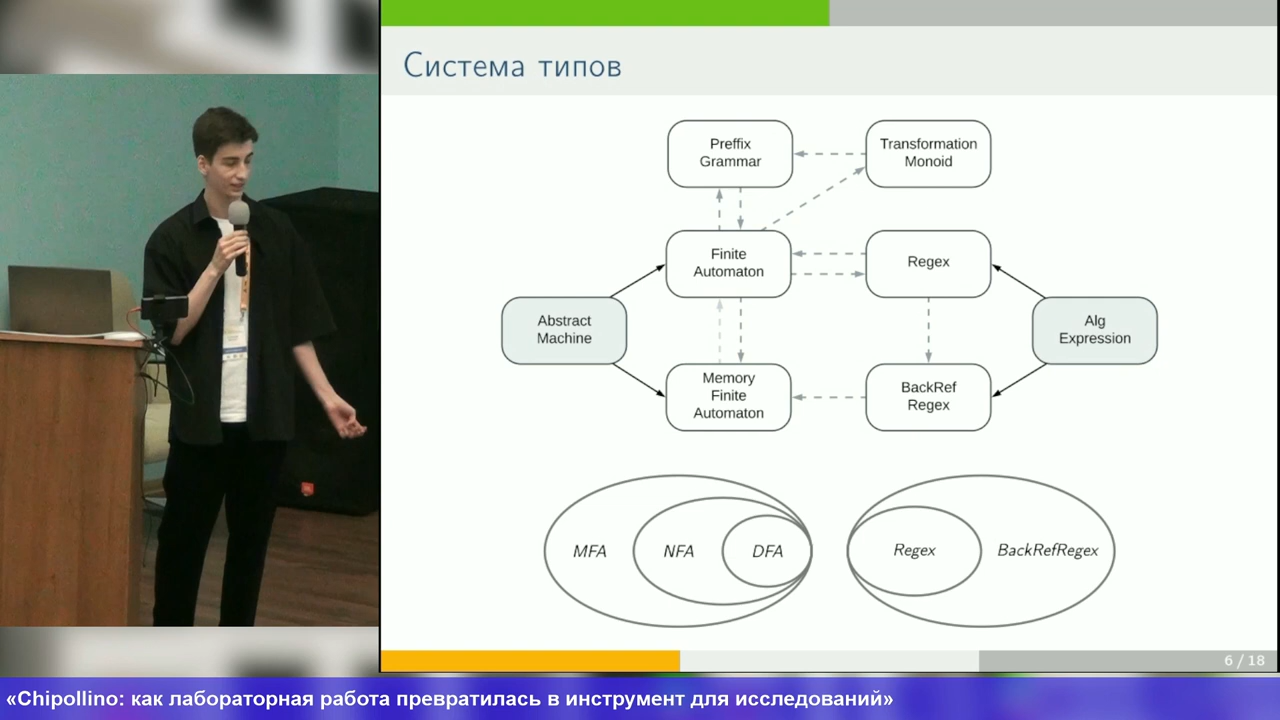 Система типов
Preffix
Grammar
Transformation
Monoid
Finite
Automaton
Regex
Abstract
Machine
Alg
Expression
Memory
Finite
Automaton
BackRef
Regex
MFA
NFA
DFA
Regex
BackRefRegex
6 / 18
«Chipollino: как лабораторная работа превратилась в инструмент для исследований»